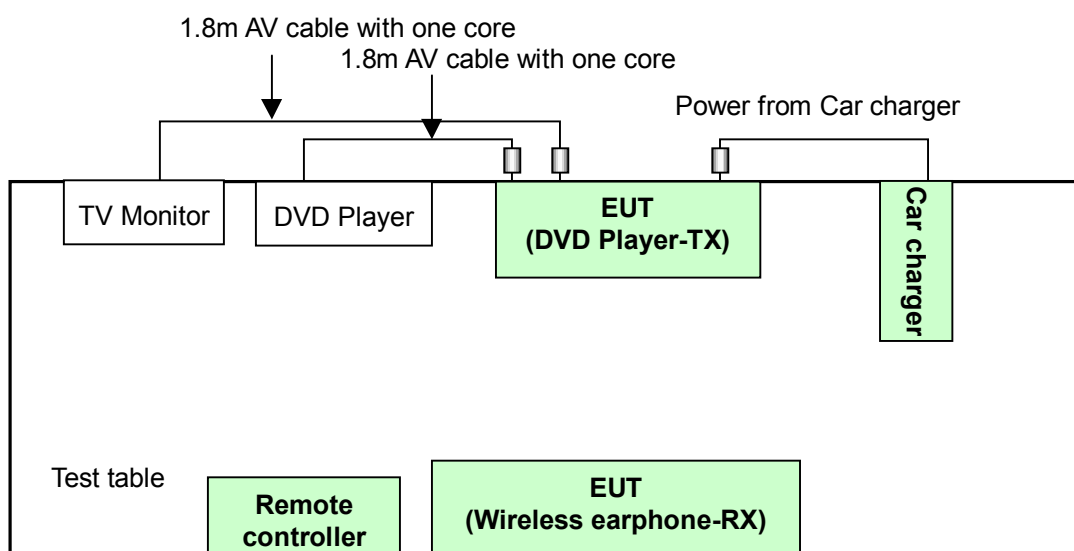 1.8m AV cable with one core
1.8m AV cable with one core
Power from Car charger
TV Monitor
DVD Player
EUT
(DVD Player-TX)
Car charger
Test table
Remote
controller
EUT
(Wireless earphone-RX)